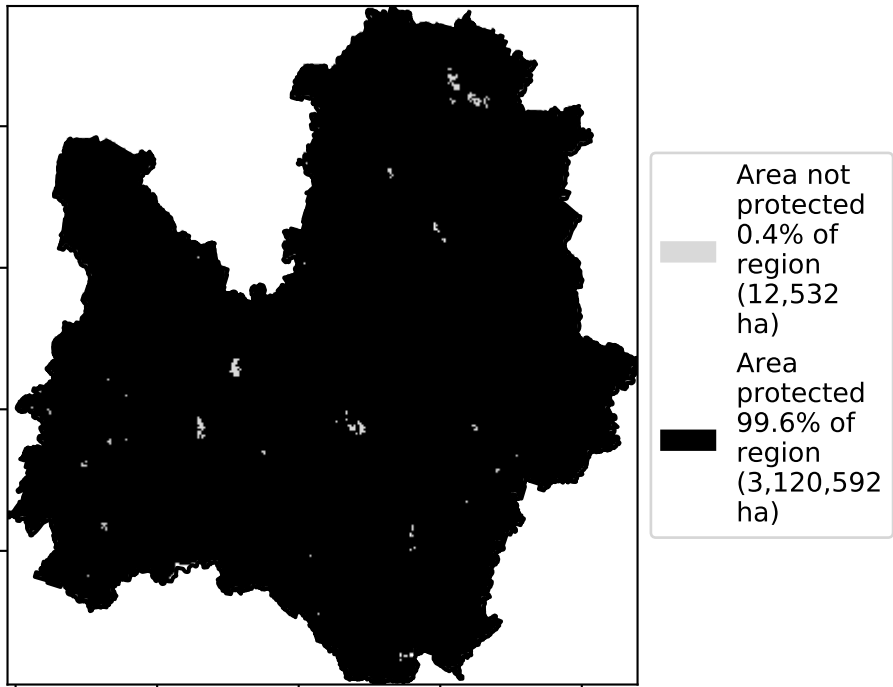 Area not
protected
0.4% of
region
(12,532
ha)
Area
protected
99.6% of
region
(3,120,592
ha)